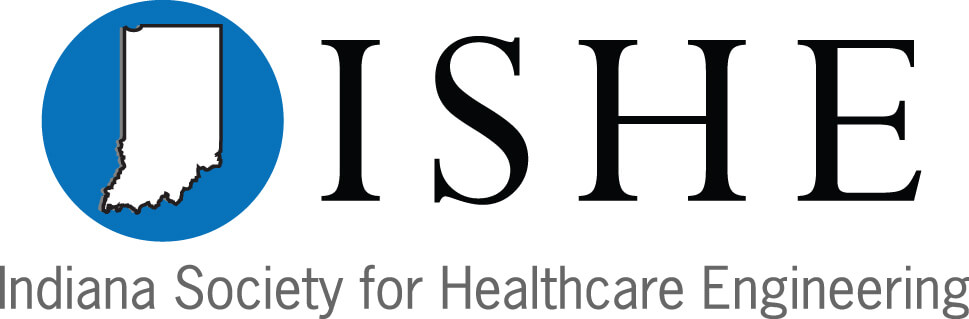 ISHE
Indiana Society for Healthcare Engineering